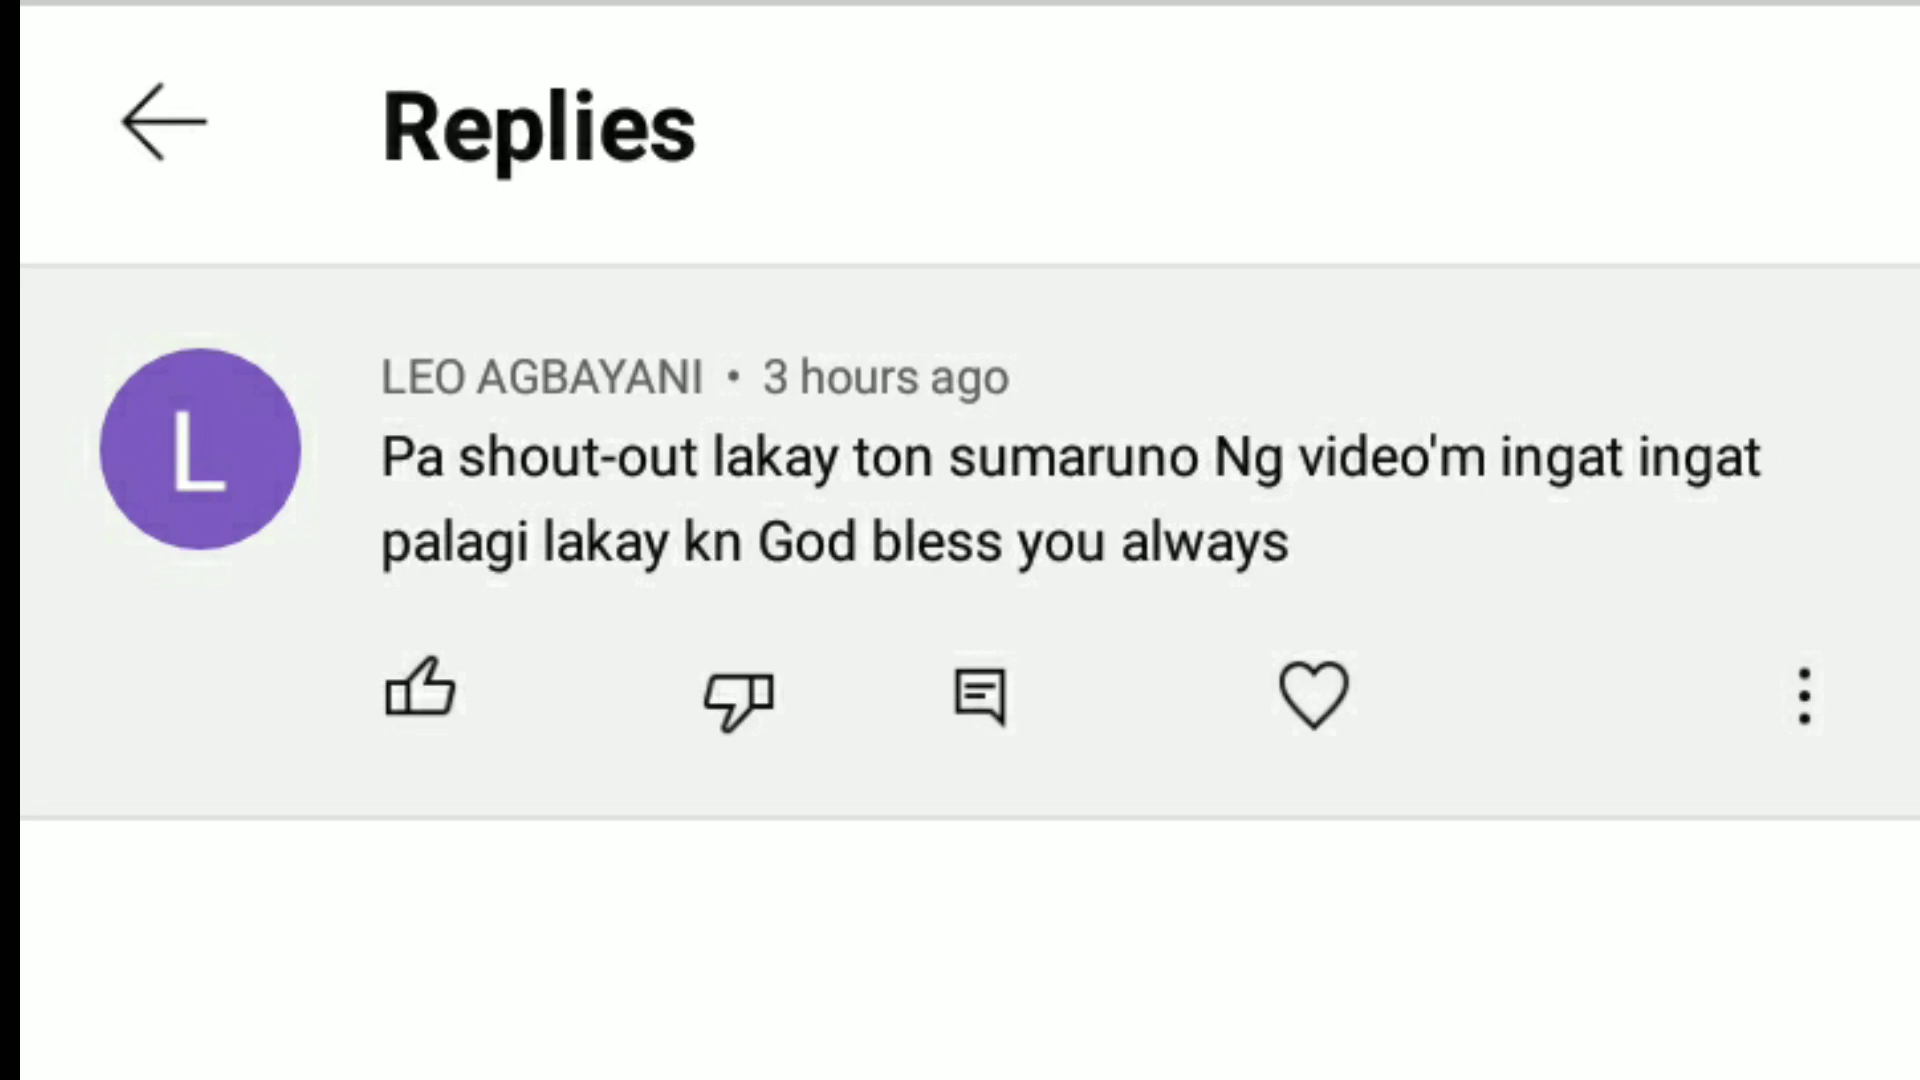 Replies
L
LEO AGBAYANI • 3 hours ago
Pa shout-out lakay ton sumaruno Ng video'm ingat ingat
palagi lakay kn God bless you always